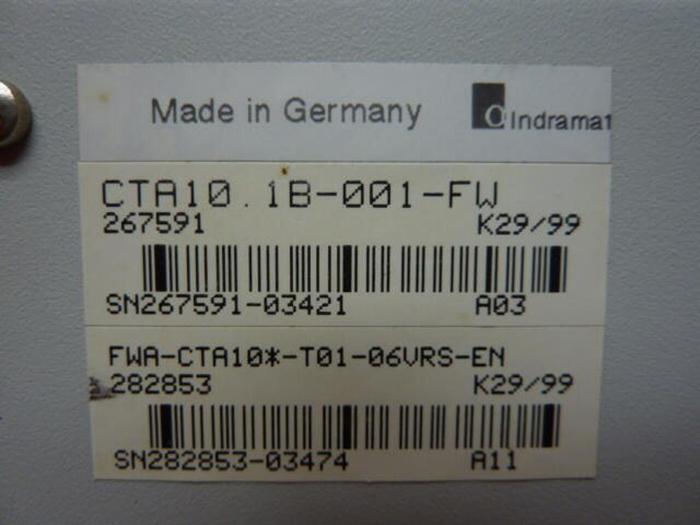 Made in Germany Indramat
CTA10.1B-001-FW
267591 K29/99
SN267591-03421 A03
FWA-CTA10*-T01-06VRS-EN
282853 K29/99
SN282853-03474 A11